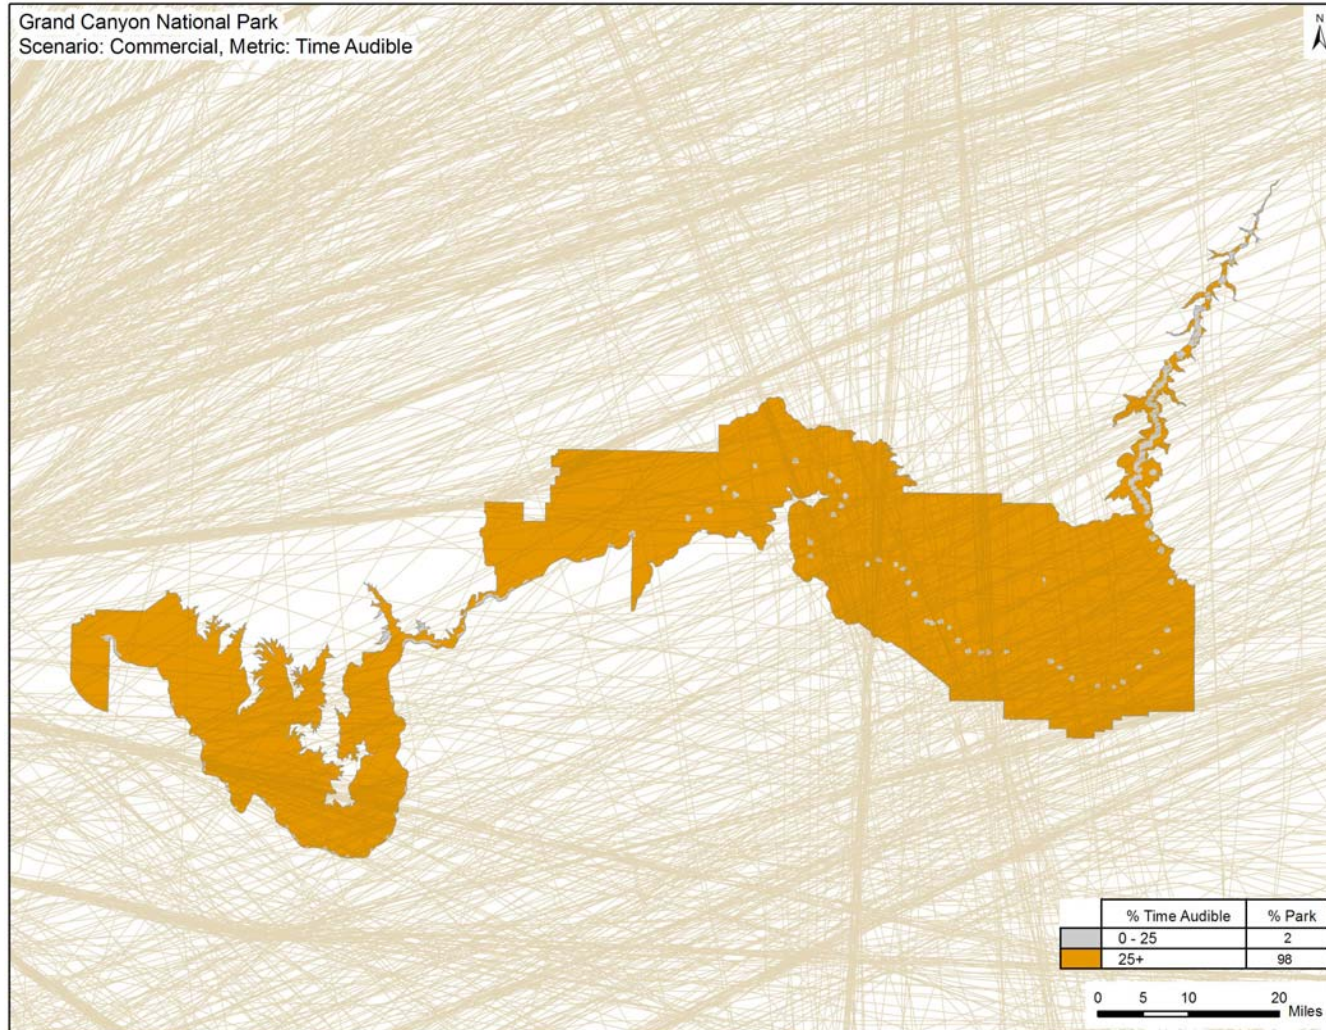 Grand Canyon National Park
Scenario: Commercial, Metric: Time Audible
N
% Time Audible % Park
0 - 25 2
25+ 98
0 5 10 20
Miles